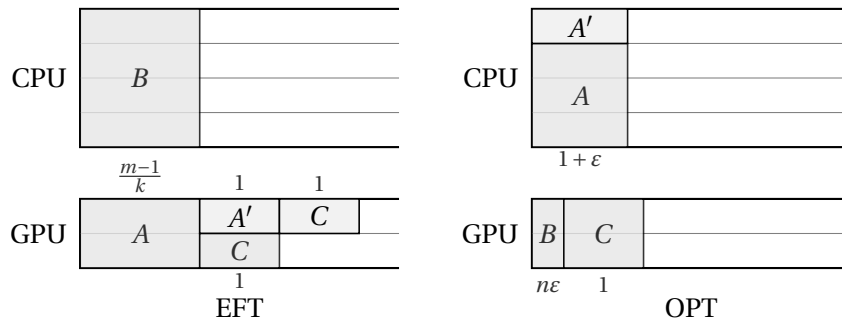 CPU
B
m−1
k
1
1
GPU
A
A′
C
C
1
EFT
CPU
A′
A
1 + ε
GPU
B
C
nε
1
OPT